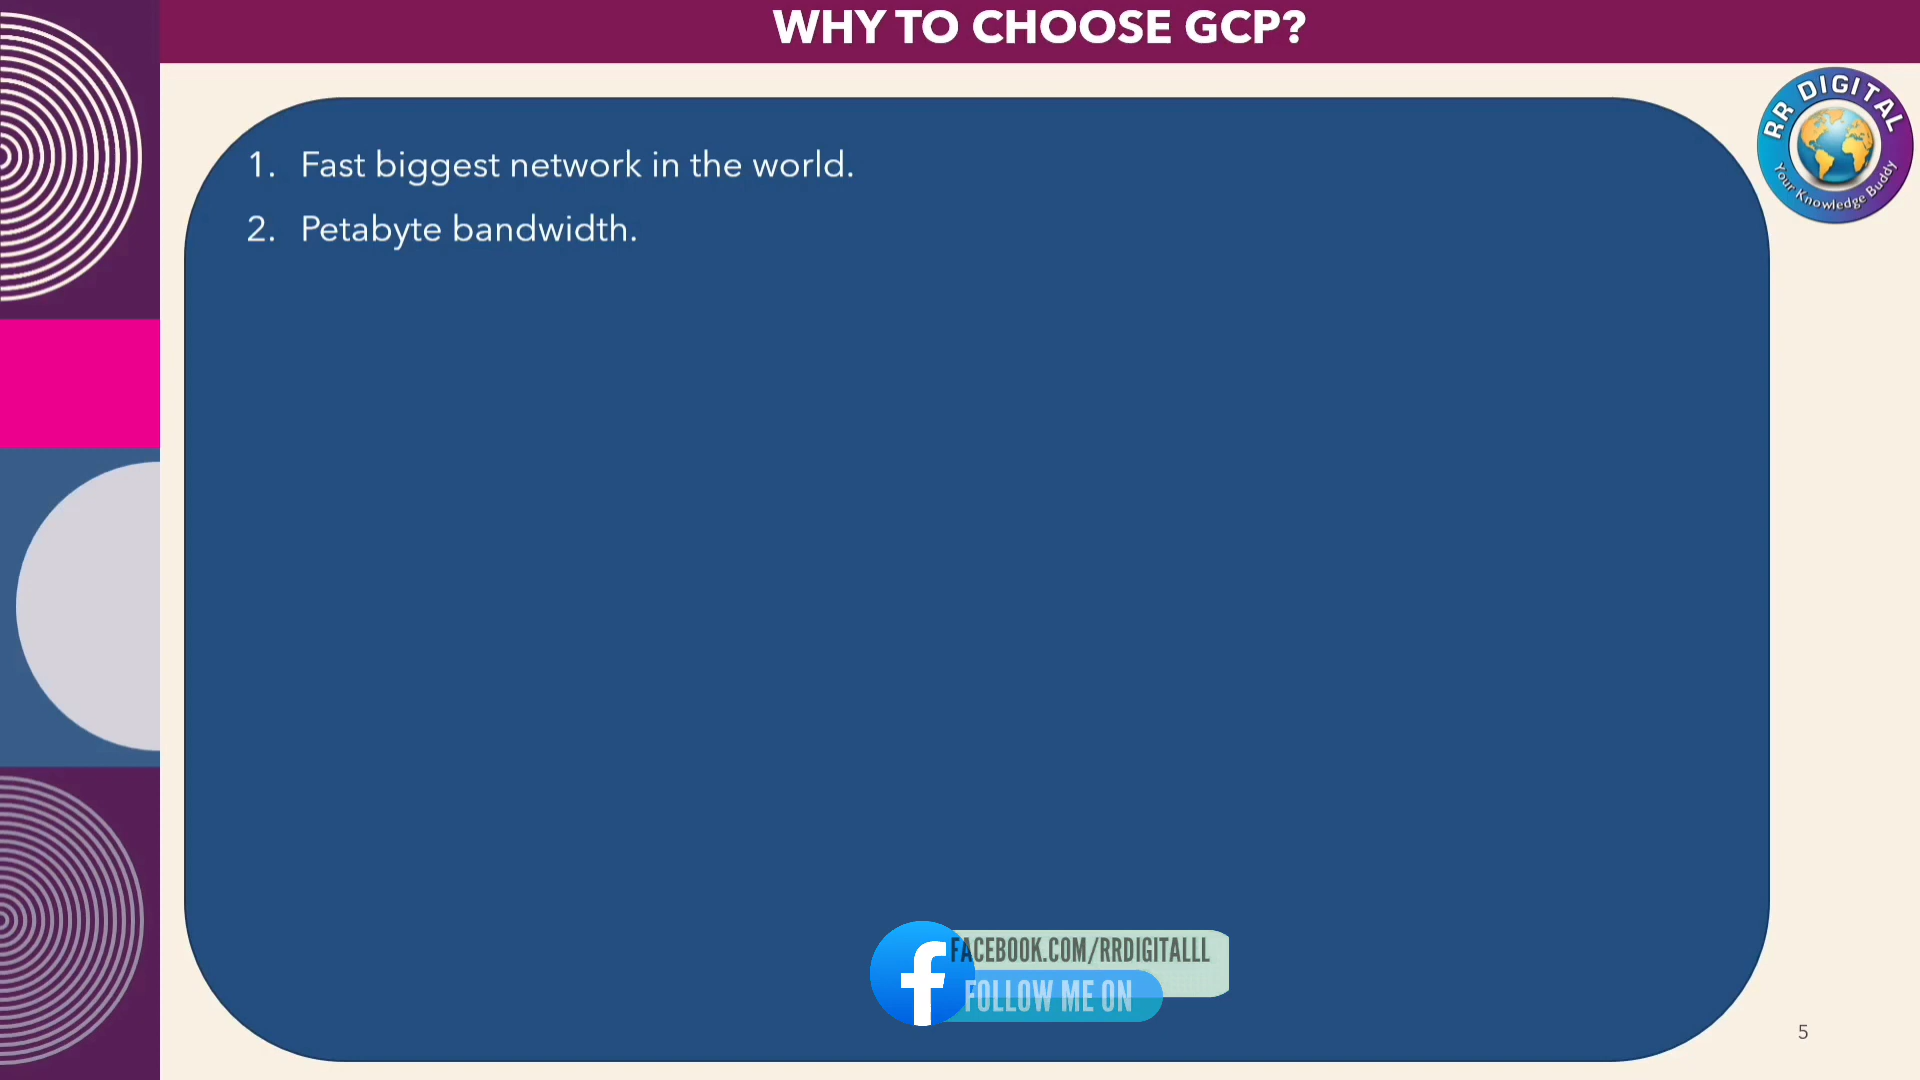 WHY TO CHOOSE GCP?
RR DIGITAL
Your Knowledge Buddy
1. Fast biggest network in the world.
2. Petabyte bandwidth.
FACEBOOK.COM/RRDIGITALLL
FOLLOW ME ON
5